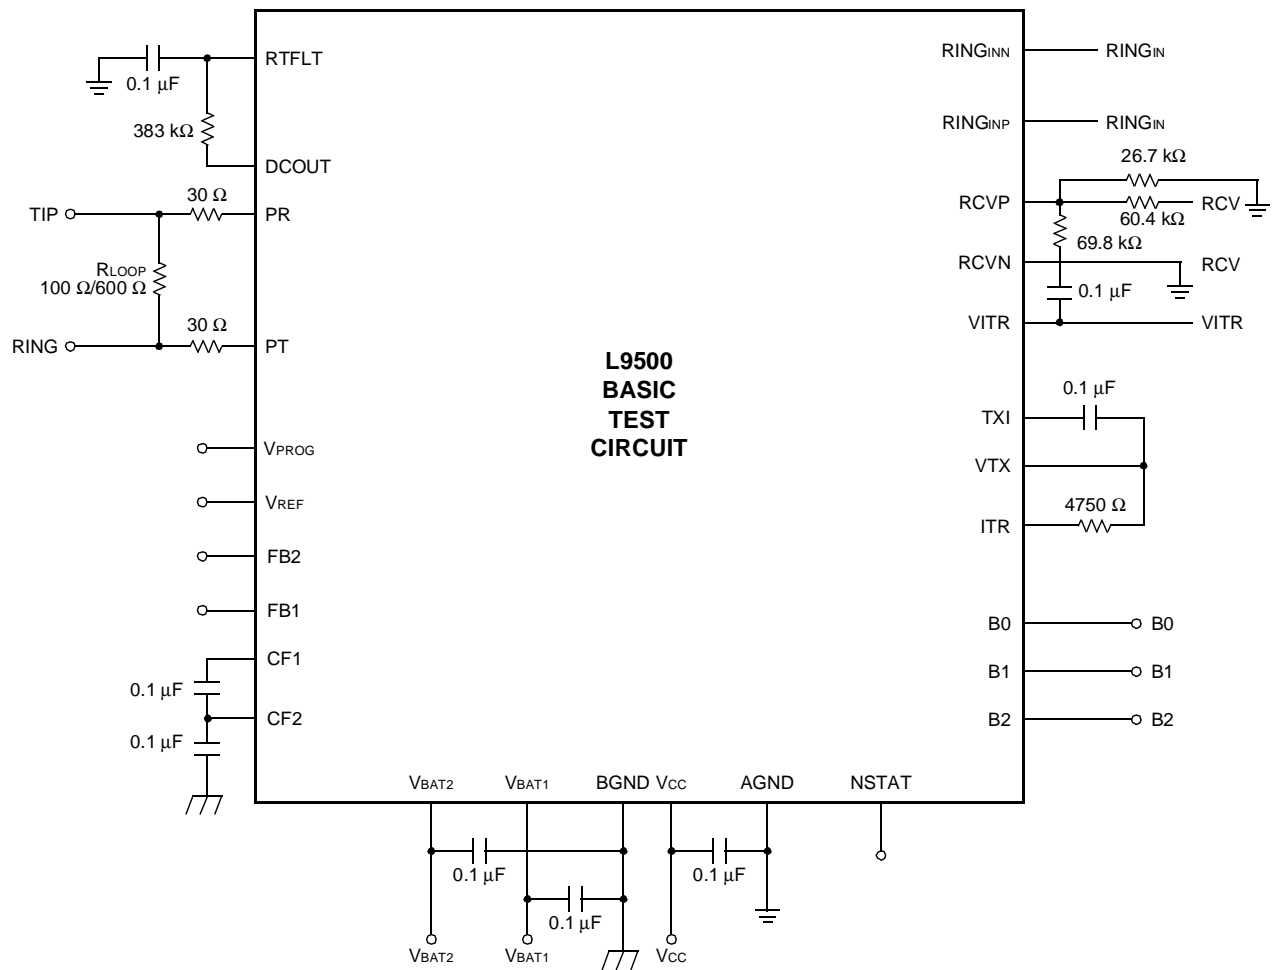 RTFLT
0.1 μF
383 kΩ
DCOUT
30 Ω
TIP
PR
RLOOP
100 Ω/600 Ω
30 Ω
RING
PT
VPROG
VREF
FB2
FB1
CF1
0.1 μF
CF2
0.1 μF
L9500
BASIC
TEST
CIRCUIT
RINGINN
RINGIN
RINGINP
RINGIN
26.7 kΩ
RCVP
RCV
60.4 kΩ
69.8 kΩ
RCVN
RCV
0.1 μF
VITR
VITR
0.1 μF
TXI
VTX
4750 Ω
ITR
B0
B0
B1
B1
B2
B2
VBAT2
VBAT1
BGND
VCC
AGND
NSTAT
0.1 μF
0.1 μF
0.1 μF
VBAT2
VBAT1
VCC